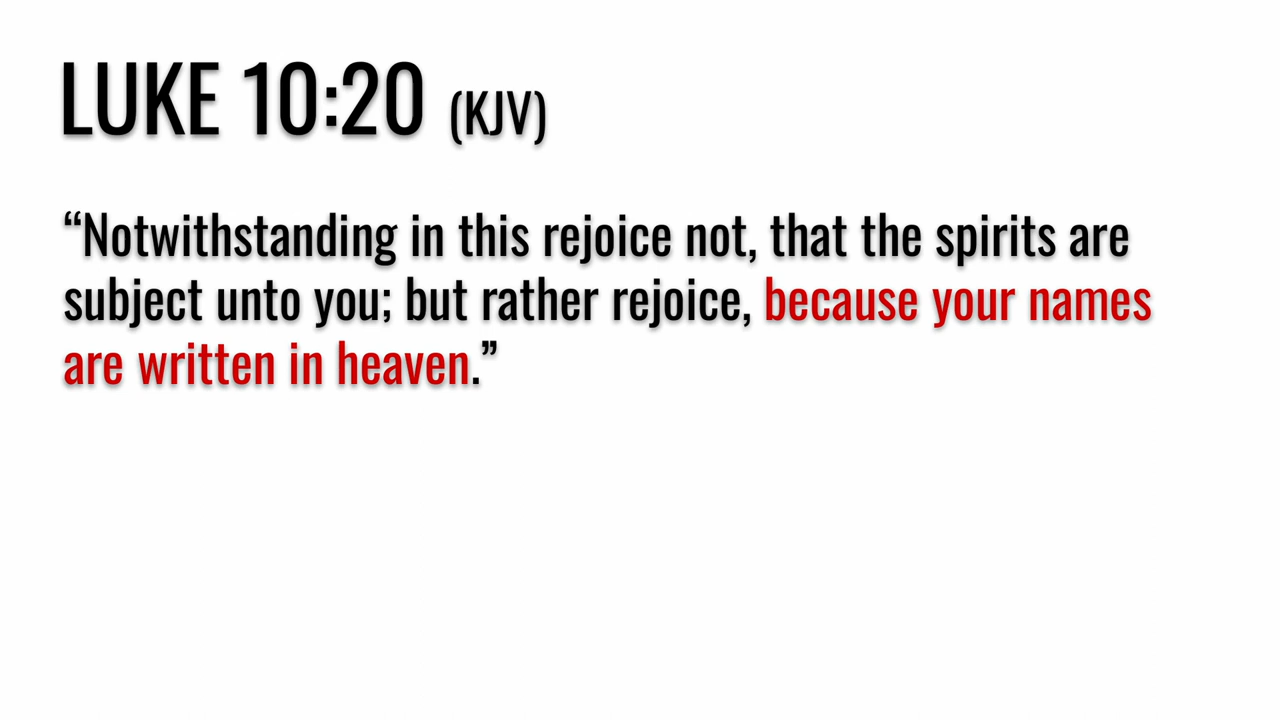 LUKE 10:20 (KJV)
“Notwithstanding in this rejoice not, that the spirits are
subject unto you; but rather rejoice, because your names
are written in heaven.”